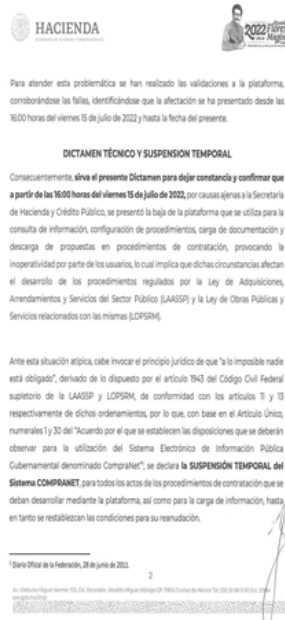 HACIENDA
2022 Flores
Magón
Para atender esta problemática se han realizado las validaciones a la plataforma,
corroborándose las fallas, identificándose que la afectación se ha presentado desde las
16:00 horas del viernes 15 de julio de 2022 y hasta la fecha del presente.
DICTAMEN TÉCNICO Y SUSPENSION TEMPORAL
Consecuentemente, sirva el presente Dictamen para dejar constancia y confirmar que
a partir de las 16:00 horas del viernes 15 de julio de 2022, por causas ajenas a la Secretaría
de Hacienda y Crédito Público, se presentó la baja de la plataforma que se utiliza para la
consulta de información, configuración de procedimientos, carga de documentación y
descarga de propuestas en procedimientos de contratación, provocando la
inoperatividad por parte de los usuarios, lo cual implica que dichas circunstancias afectan
el desarrollo de los procedimientos regulados por la Ley de Adquisiciones,
Arrendamientos y Servicios del Sector Público (LAASSP) y la Ley de Obras Públicas y
Servicios relacionados con las mismas (LOPSRM).
Ante esta situación atípica, cabe invocar el principio jurídico de que "a lo imposible nadie
está obligado", derivado de lo dispuesto por el artículo 1943 del Código Civil Federal
supletorio de la LAASSP y LOPSRM, de conformidad con los artículos 11 y 13
respectivamente de dichos ordenamientos, por lo que, con base en el Artículo Único,
numerales 1 y 30 del "Acuerdo por el que se establecen las disposiciones que se deberán
observar para la utilización del Sistema Electrónico de Información Pública
Gubernamental denominado CompraNet¹", se declara la SUSPENSIÓN TEMPORAL del
Sistema COMPRANET, para todos los actos de los procedimientos de contratación que se
deban desarrollar mediante la plataforma, así como para la carga de información, hasta
en tanto se restablezcan las condiciones para su reanudación.
¹ Diario Oficial de la Federación, 28 de junio de 2011.
2